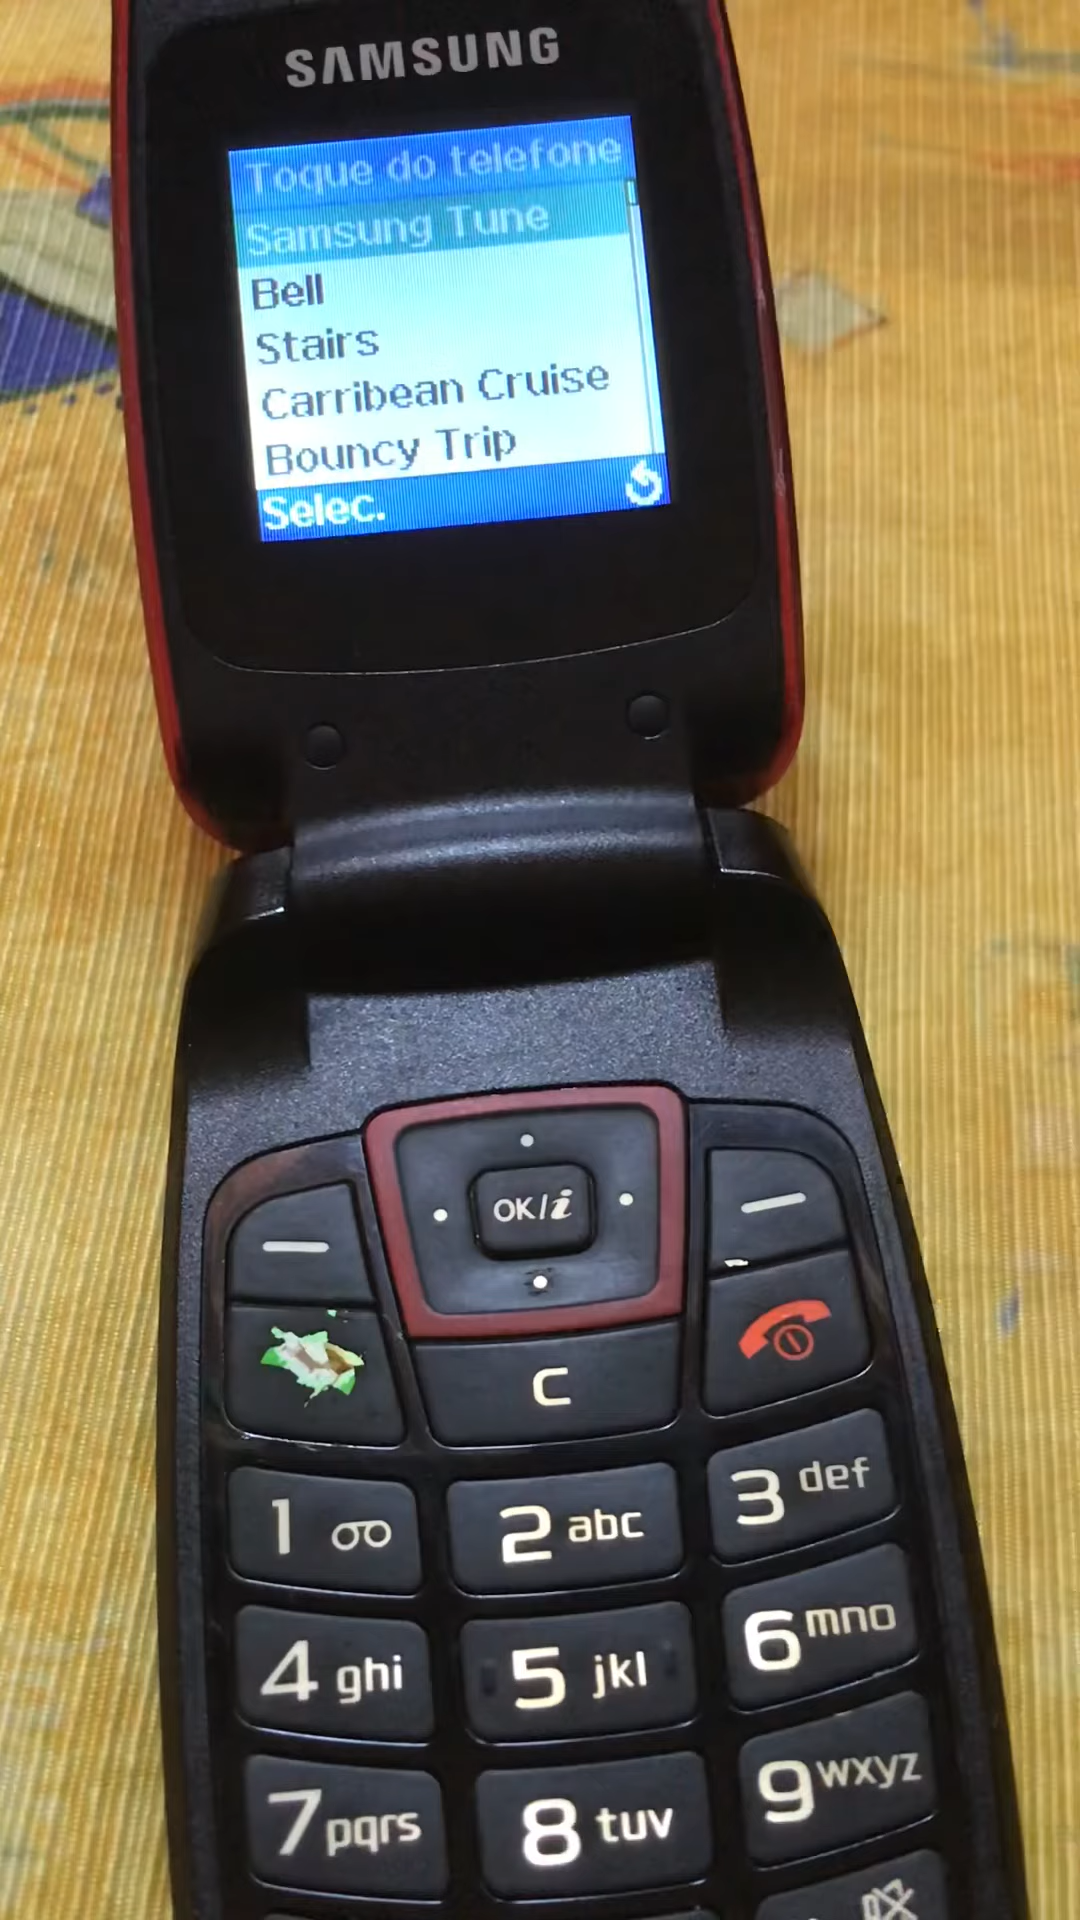 SAMSUNG
Toque do telefone
Samsung Tune
Bell
Stairs
Carribean Cruise
Bouncy Trip
Selec.
OK/i
C
1
2 abc
3 def
4 ghi
5 jkl
6 mno
7 pqrs
8 tuv
9 wxyz